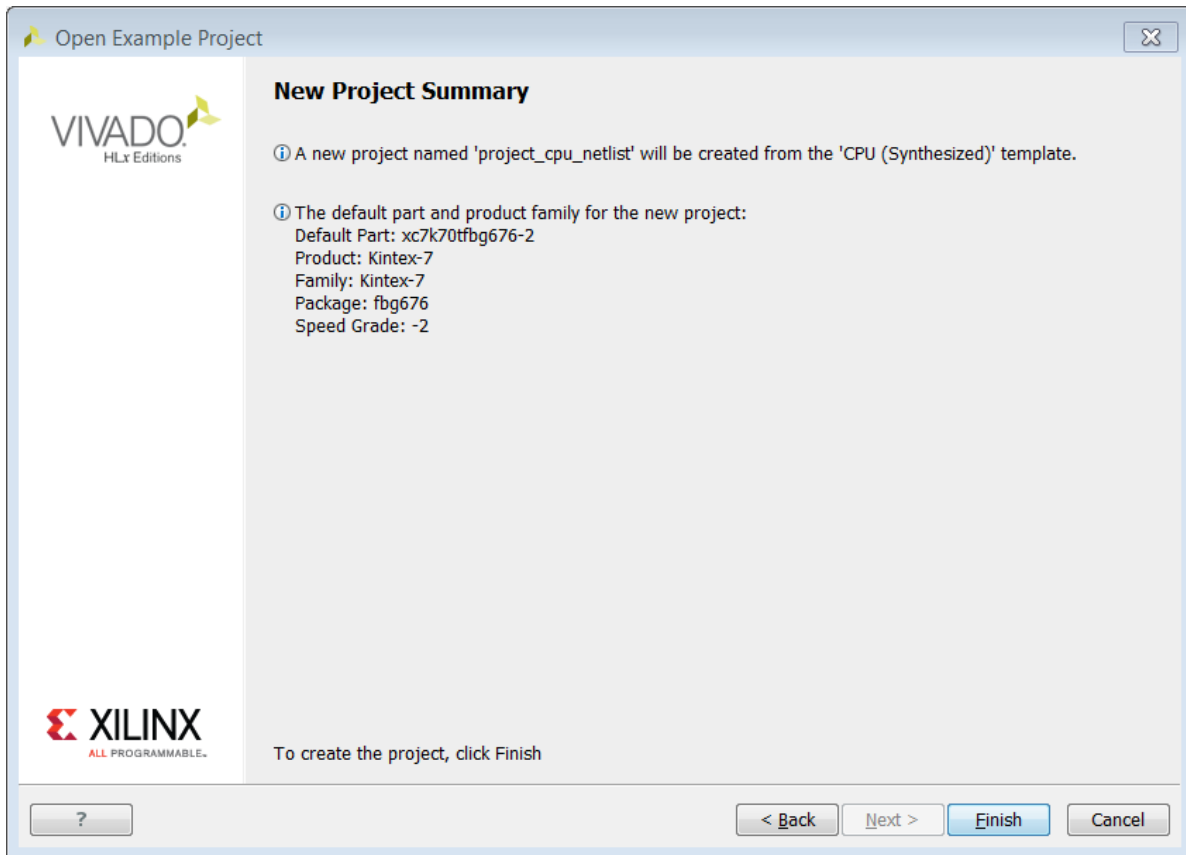 Open Example Project
VIVADO.
HLx Editions
New Project Summary
A new project named 'project_cpu_netlist' will be created from the 'CPU (Synthesized)' template.
The default part and product family for the new project:
Default Part: xc7k70tfbg676-2
Product: Kintex-7
Family: Kintex-7
Package: fbg676
Speed Grade: -2
XILINX
ALL PROGRAMMABLE™
To create the project, click Finish
? < Back Next > Finish Cancel